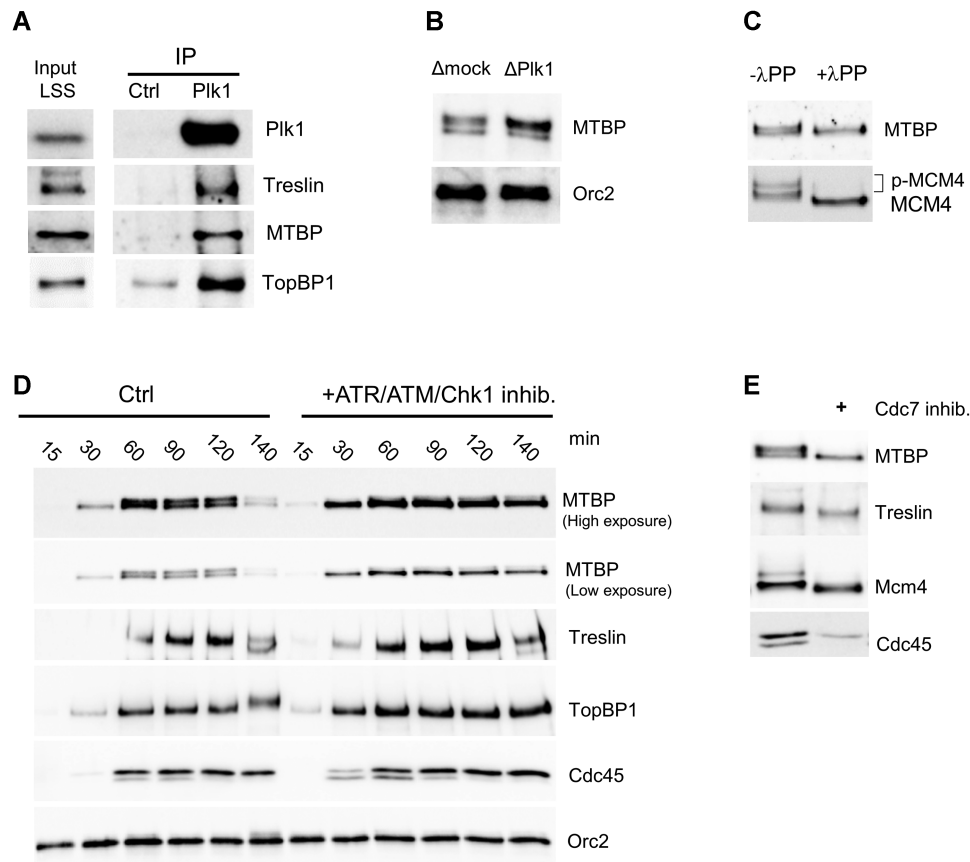 A
Input
LSS
IP
Ctrl
Plk1
Plk1
Treslin
MTBP
TopBP1
B
Δmock
ΔPlk1
MTBP
Orc2
C
-λPP
+λPP
MTBP
p-MCM4
MCM4
D
Ctrl
+ATR/ATM/Chk1 inhib.
15 30 60 90 120 140 15 30 60 90 120 140 min
MTBP
(High exposure)
MTBP
(Low exposure)
Treslin
TopBP1
Cdc45
Orc2
E
+ Cdc7 inhib.
MTBP
Treslin
Mcm4
Cdc45